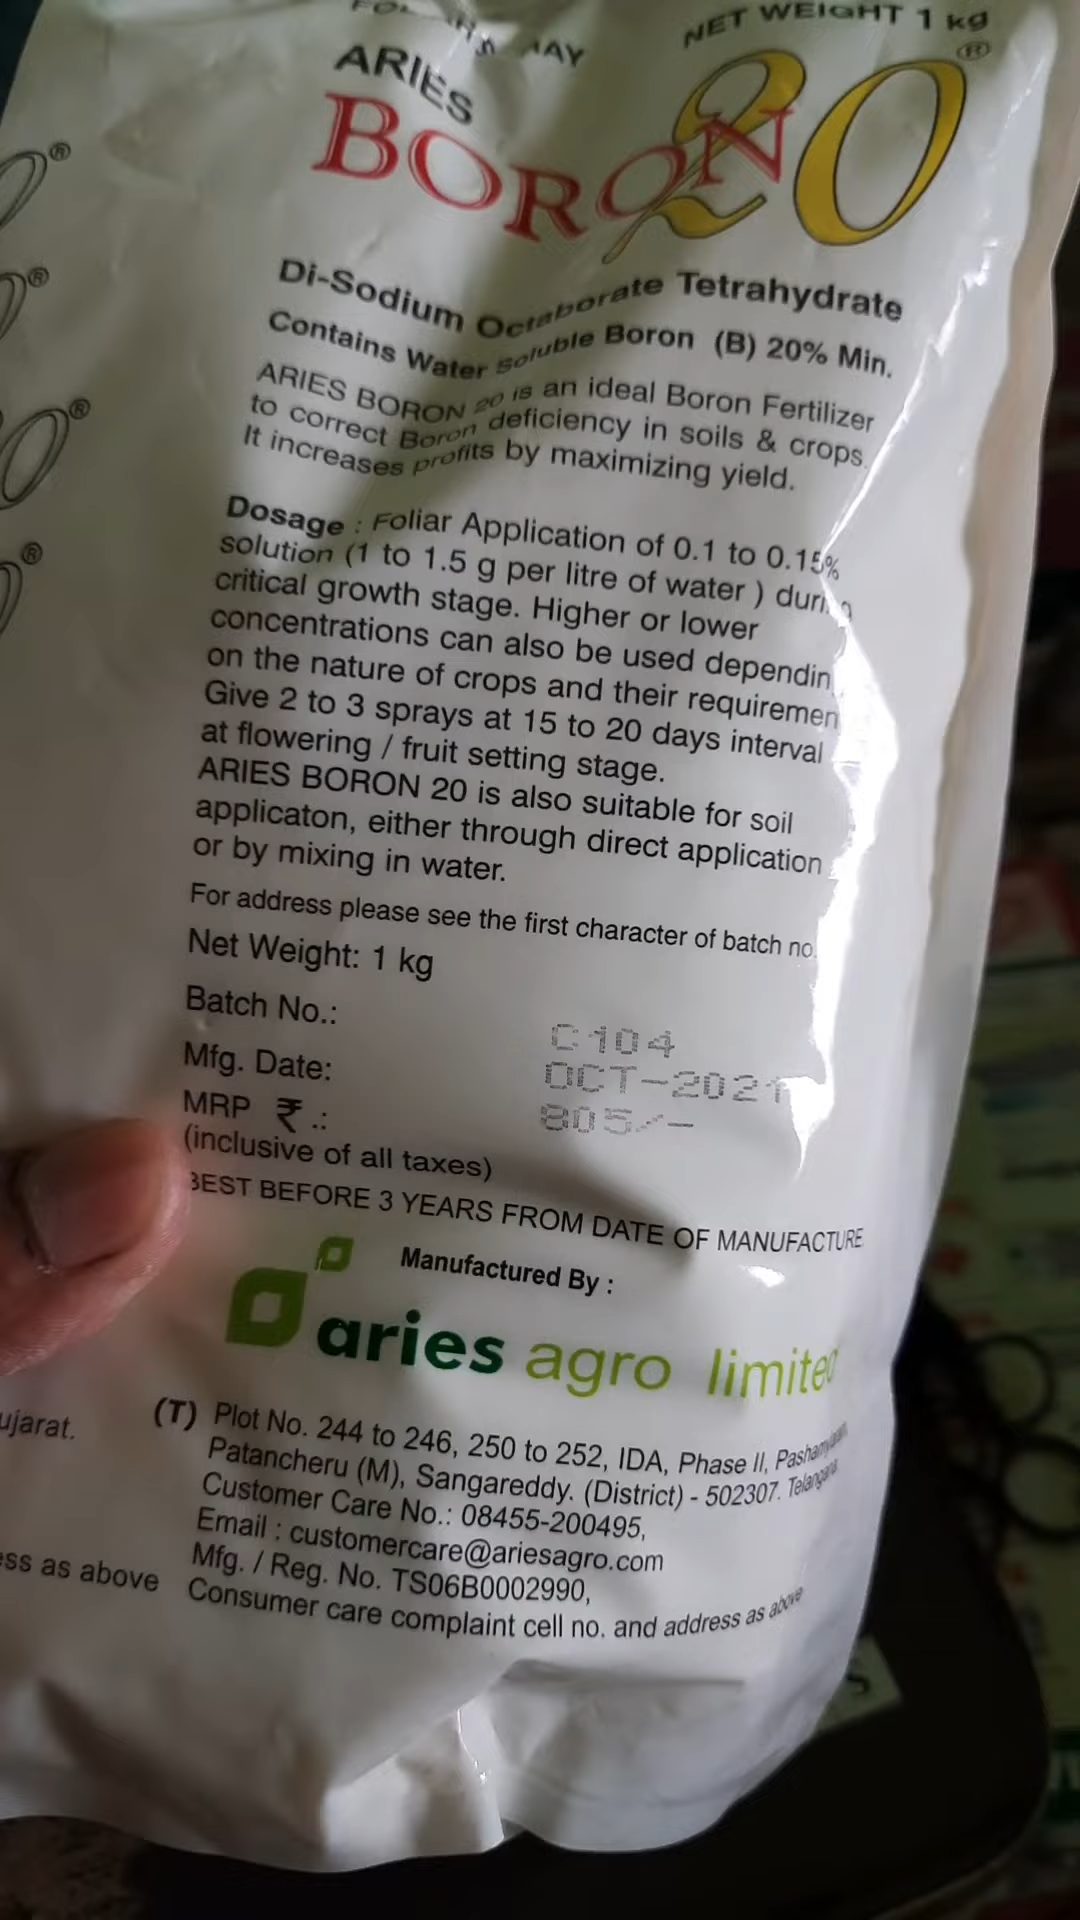 NET WEIGHT 1 kg
ARIES
BORON 20®
Di-Sodium Octaborate Tetrahydrate
Contains Water Soluble Boron (B) 20% Min.
ARIES BORON 20 is an ideal Boron Fertilizer
to correct Boron deficiency in soils & crops.
It increases profits by maximizing yield.
Dosage : Foliar Application of 0.1 to 0.15%
solution (1 to 1.5 g per litre of water )
critical growth stage. Higher or lower
concentrations can also be used dependin
on the nature of crops and their requiremen
Give 2 to 3 sprays at 15 to 20 days interval
at flowering / fruit setting stage.
ARIES BORON 20 is also suitable for soil
applicaton, either through direct application
or by mixing in water.
For address please see the first character of batch no.
Net Weight: 1 kg
Batch No.: C104
Mfg. Date: OCT-2021
MRP ₹ .: 805/-
(inclusive of all taxes)
BEST BEFORE 3 YEARS FROM DATE OF MANUFACTURE
Manufactured By :
aries agro limited
ujarat.
(T) Plot No. 244 to 246, 250 to 252, IDA, Phase II,
Patancheru (M), Sangareddy. (District) - 502307. Telangana
Customer Care No.: 08455-200495,
Email : customercare@ariesagro.com
Mfg. / Reg. No. TS06B0002990,
ess as above
Consumer care complaint cell no. and address as above